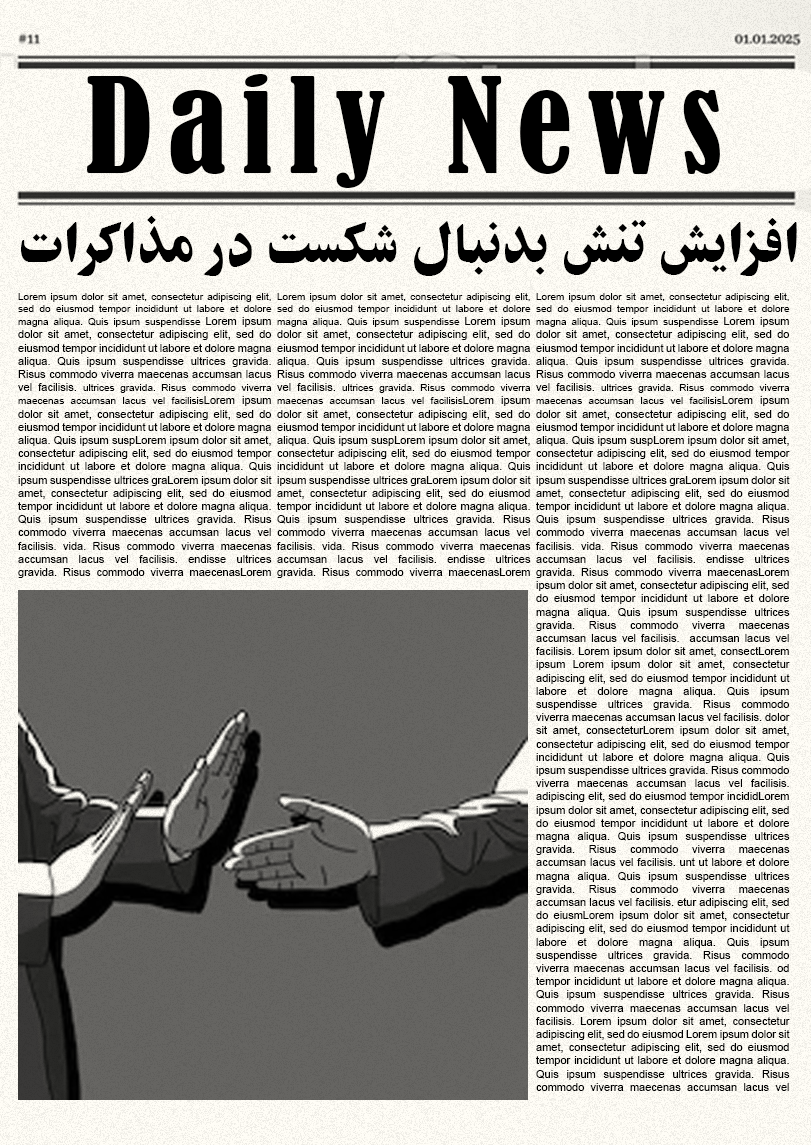 #11
01.01.2025
Daily News
افزایش تنش بدنبال شکست در مذاکرات
Lorem ipsum dolor sit amet, consectetur adipiscing elit,
sed do eiusmod tempor incididunt ut labore et dolore
magna aliqua. Quis ipsum suspendisse Lorem ipsum
dolor sit amet, consectetur adipiscing elit, sed do
eiusmod tempor incididunt ut labore et dolore magna
aliqua. Quis ipsum suspendisse ultrices gravida.
Risus commodo viverra maecenas accumsan lacus
vel facilisis. ultrices gravida. Risus commodo viverra
maecenas accumsan lacus vel facilisisLorem ipsum
dolor sit amet, consectetur adipiscing elit, sed do
eiusmod tempor incididunt ut labore et dolore magna
aliqua. Quis ipsum suspLorem ipsum dolor sit amet,
consectetur adipiscing elit, sed do eiusmod tempor
incididunt ut labore et dolore magna aliqua. Quis
ipsum suspendisse ultrices graLorem ipsum dolor sit
amet, consectetur adipiscing elit, sed do eiusmod
tempor incididunt ut labore et dolore magna aliqua.
Quis ipsum suspendisse ultrices gravida. Risus
commodo viverra maecenas accumsan lacus vel
facilisis. vida. Risus commodo viverra maecenas
accumsan lacus vel facilisis. endisse ultrices
gravida. Risus commodo viverra maecenasLorem
Lorem ipsum dolor sit amet, consectetur adipiscing elit,
sed do eiusmod tempor incididunt ut labore et dolore
magna aliqua. Quis ipsum suspendisse Lorem ipsum
dolor sit amet, consectetur adipiscing elit, sed do
eiusmod tempor incididunt ut labore et dolore magna
aliqua. Quis ipsum suspendisse ultrices gravida.
Risus commodo viverra maecenas accumsan lacus
vel facilisis. ultrices gravida. Risus commodo viverra
maecenas accumsan lacus vel facilisisLorem ipsum
dolor sit amet, consectetur adipiscing elit, sed do
eiusmod tempor incididunt ut labore et dolore magna
aliqua. Quis ipsum suspLorem ipsum dolor sit amet,
consectetur adipiscing elit, sed do eiusmod tempor
incididunt ut labore et dolore magna aliqua. Quis
ipsum suspendisse ultrices graLorem ipsum dolor sit
amet, consectetur adipiscing elit, sed do eiusmod
tempor incididunt ut labore et dolore magna aliqua.
Quis ipsum suspendisse ultrices gravida. Risus
commodo viverra maecenas accumsan lacus vel
facilisis. vida. Risus commodo viverra maecenas
accumsan lacus vel facilisis. endisse ultrices
gravida. Risus commodo viverra maecenasLorem
Lorem ipsum dolor sit amet, consectetur adipiscing elit,
sed do eiusmod tempor incididunt ut labore et dolore
magna aliqua. Quis ipsum suspendisse Lorem ipsum
dolor sit amet, consectetur adipiscing elit, sed do
eiusmod tempor incididunt ut labore et dolore magna
aliqua. Quis ipsum suspendisse ultrices gravida.
Risus commodo viverra maecenas accumsan lacus
vel facilisis. ultrices gravida. Risus commodo viverra
maecenas accumsan lacus vel facilisisLorem ipsum
dolor sit amet, consectetur adipiscing elit, sed do
eiusmod tempor incididunt ut labore et dolore magna
aliqua. Quis ipsum suspLorem ipsum dolor sit amet,
consectetur adipiscing elit, sed do eiusmod tempor
incididunt ut labore et dolore magna aliqua. Quis
ipsum suspendisse ultrices graLorem ipsum dolor sit
amet, consectetur adipiscing elit, sed do eiusmod
tempor incididunt ut labore et dolore magna aliqua.
Quis ipsum suspendisse ultrices gravida. Risus
commodo viverra maecenas accumsan lacus vel
facilisis. vida. Risus commodo viverra maecenas
accumsan lacus vel facilisis. endisse ultrices
gravida. Risus commodo viverra maecenasLorem
ipsum dolor sit amet, consectetur adipiscing elit, sed
do eiusmod tempor incididunt ut labore et dolore
magna aliqua. Quis ipsum suspendisse ultrices
gravida. Risus commodo viverra maecenas
accumsan lacus vel facilisis. accumsan lacus vel
facilisis. Lorem ipsum dolor sit amet, consectLorem
ipsum Lorem ipsum dolor sit amet, consectetur
adipiscing elit, sed do eiusmod tempor incididunt ut
labore et dolore magna aliqua. Quis ipsum
suspendisse ultrices gravida. Risus commodo
viverra maecenas accumsan lacus vel facilisis. dolor
sit amet, consecteturLorem ipsum dolor sit amet,
consectetur adipiscing elit, sed do eiusmod tempor
incididunt ut labore et dolore magna aliqua. Quis
ipsum suspendisse ultrices gravida. Risus commodo
viverra maecenas accumsan lacus vel facilisis.
adipiscing elit, sed do eiusmod tempor incididLorem
ipsum dolor sit amet, consectetur adipiscing elit, sed
do eiusmod tempor incididunt ut labore et dolore
magna aliqua. Quis ipsum suspendisse ultrices
gravida. Risus commodo viverra maecenas
accumsan lacus vel facilisis. unt ut labore et dolore
magna aliqua. Quis ipsum suspendisse ultrices
gravida. Risus commodo viverra maecenas
accumsan lacus vel facilisis. etur adipiscing elit, sed
do eiusmLorem ipsum dolor sit amet, consectetur
adipiscing elit, sed do eiusmod tempor incididunt ut
labore et dolore magna aliqua. Quis ipsum
suspendisse ultrices gravida. Risus commodo
viverra maecenas accumsan lacus vel facilisis. od
tempor incididunt ut labore et dolore magna aliqua.
Quis ipsum suspendisse ultrices gravida. Risus
commodo viverra maecenas accumsan lacus vel
facilisis. Lorem ipsum dolor sit amet, consectetur
adipiscing elit, sed do eiusmod Lorem ipsum dolor sit
amet, consectetur adipiscing elit, sed do eiusmod
tempor incididunt ut labore et dolore magna aliqua.
Quis ipsum suspendisse ultrices gravida. Risus
commodo viverra maecenas accumsan lacus vel